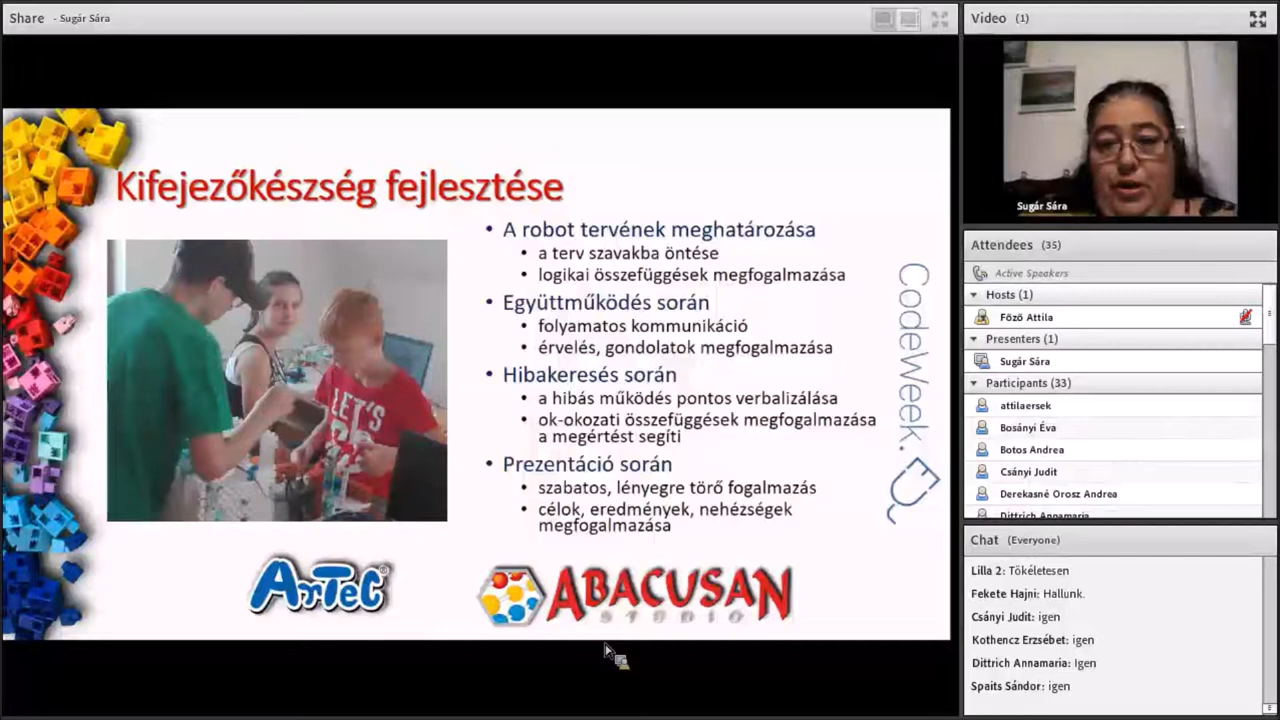 Share - Sugár Sára
Kifejezőkészség fejlesztése
• A robot tervének meghatározása
• a terv szavakba öntése
• logikai összefüggések megfogalmazása
• Együttműködés során
• folyamatos kommunikáció
• érvelés, gondolatok megfogalmazása
• Hibakeresés során
• a hibás működés pontos verbalizálása
• ok-okozati összefüggések megfogalmazása
a megértést segíti
• Prezentáció során
• szabatos, lényegre törő fogalmazás
• célok, eredmények, nehézségek
megfogalmazása
LET'S
CodeWeek.
ArTec®
ABACUSAN
STUDIO
Video (1)
Sugár Sára
Attendees (35)
Active Speakers
Hosts (1)
Főző Attila
Presenters (1)
Sugár Sára
Participants (33)
attilaersek
Bosányi Éva
Botos Andrea
Csányi Judit
Derekasné Orosz Andrea
Dittrich Annamaria
Chat (Everyone)
Lilla 2: Tökéletesen
Fekete Hajni: Hallunk.
Csányi Judit: igen
Kothencz Erzsébet: igen
Dittrich Annamaria: Igen
Spaits Sándor: igen